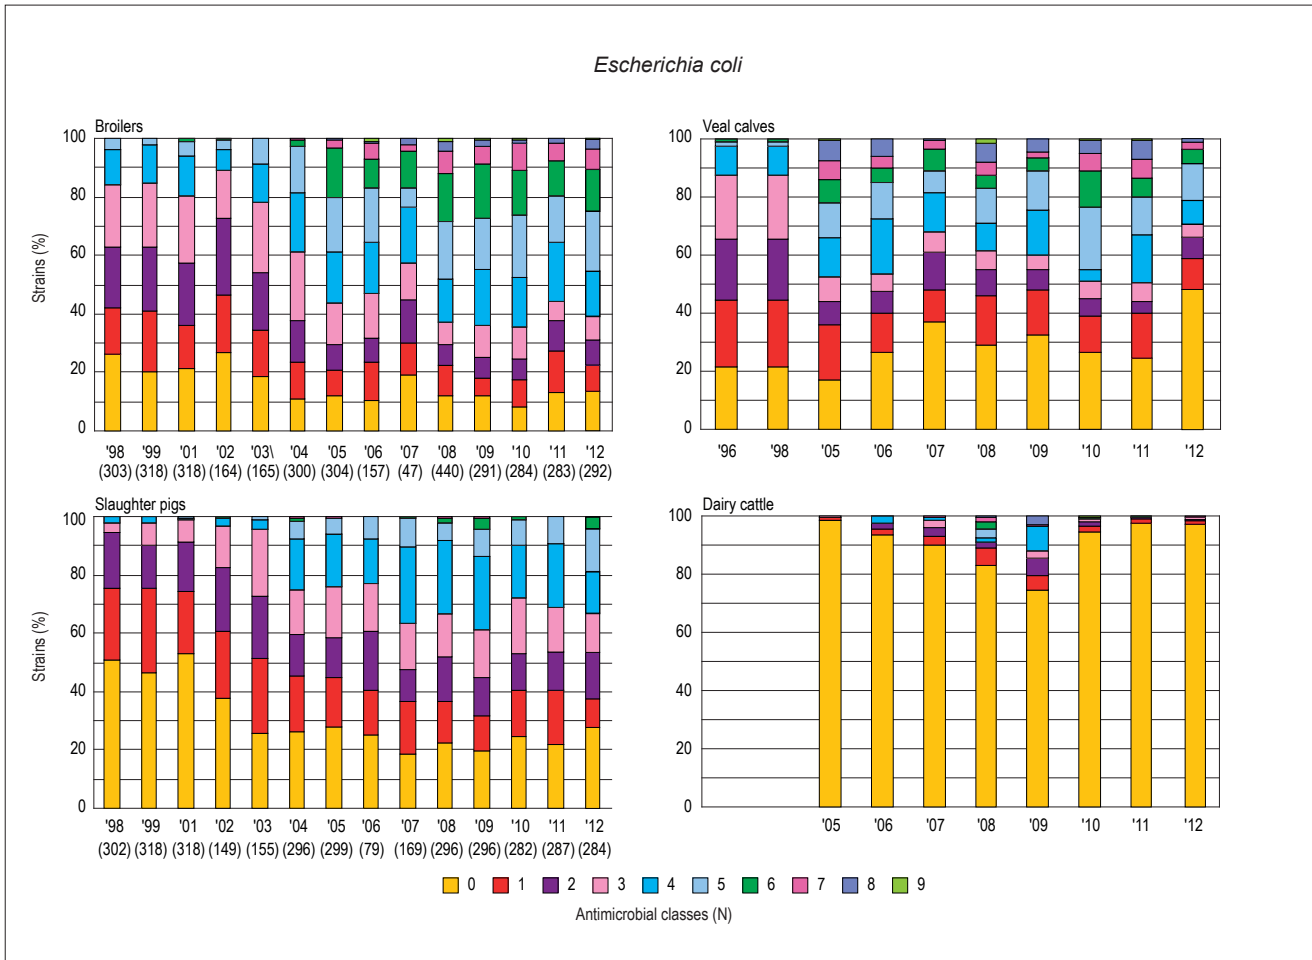 Escherichia coli
Broilers
100
80
60
40
20
0
Strains (%)
'98 '99 '01 '02 '03\ '04 '05 '06 '07 '08 '09 '10 '11 '12
(303) (318) (318) (164) (165) (300) (304) (157) (47) (440) (291) (284) (283) (292)
Veal calves
100
80
60
40
20
0
'96 '98 '05 '06 '07 '08 '09 '10 '11 '12
Slaughter pigs
100
80
60
40
20
0
Strains (%)
'98 '99 '01 '02 '03 '04 '05 '06 '07 '08 '09 '10 '11 '12
(302) (318) (318) (149) (155) (296) (299) (79) (169) (296) (296) (282) (287) (284)
Dairy cattle
100
80
60
40
20
0
'05 '06 '07 '08 '09 '10 '11 '12
0 1 2 3 4 5 6 7 8 9
Antimicrobial classes (N)